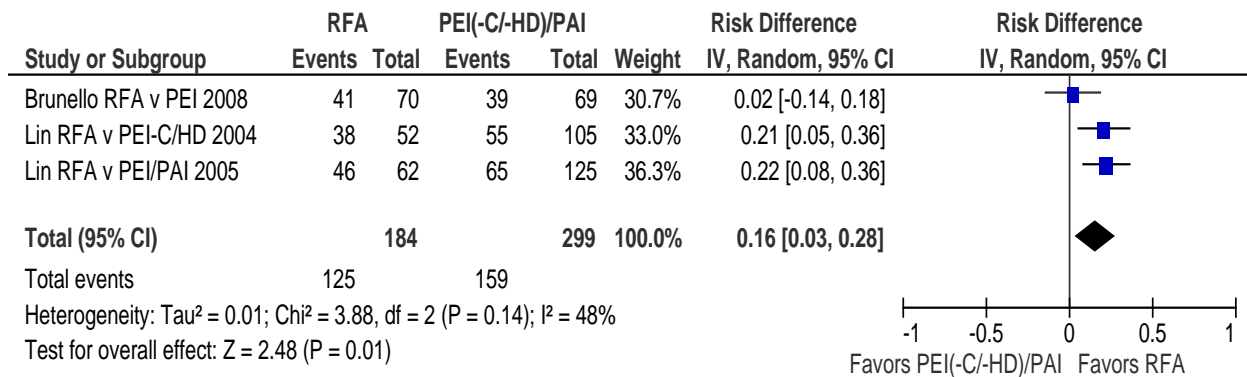 RFA PEI(-C/-HD)/PAI Risk Difference Risk Difference
Study or Subgroup Events Total Events Total Weight IV, Random, 95% CI IV, Random, 95% CI
Brunello RFA v PEI 2008 41 70 39 69 30.7% 0.02 [-0.14, 0.18]
Lin RFA v PEI-C/HD 2004 38 52 55 105 33.0% 0.21 [0.05, 0.36]
Lin RFA v PEI/PAI 2005 46 62 65 125 36.3% 0.22 [0.08, 0.36]
Total (95% CI) 184 299 100.0% 0.16 [0.03, 0.28]
Total events 125 159
Heterogeneity: Tau² = 0.01; Chi² = 3.88, df = 2 (P = 0.14); I² = 48%
Test for overall effect: Z = 2.48 (P = 0.01)
-1 -0.5 0 0.5 1
Favors PEI(-C/-HD)/PAI Favors RFA